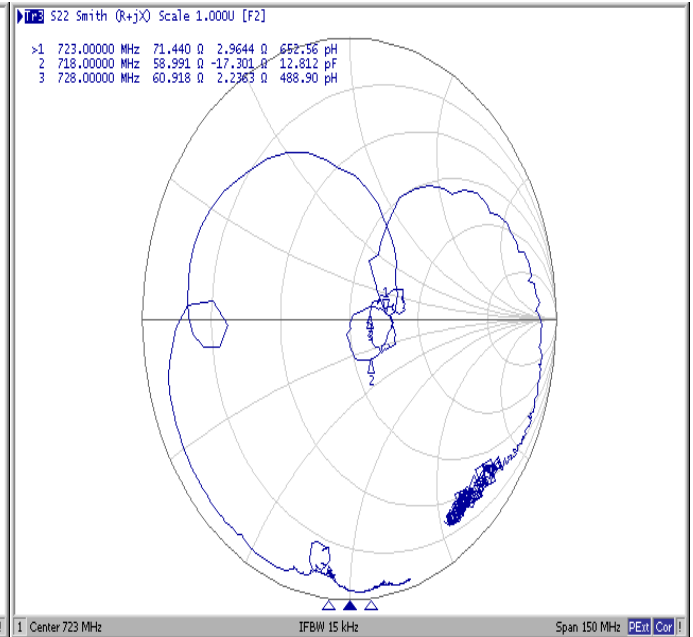 Tr3 S22 Smith (R+jX) Scale 1.000U [F2]
>1 723.00000 MHz 71.440 Ω 2.9644 Ω 652.56 pH
2 718.00000 MHz 58.991 Ω -17.301 Ω 12.812 pF
3 728.00000 MHz 60.918 Ω 2.2363 Ω 488.90 pH
1
3
2
1 Center 723 MHz IFBW 15 kHz Span 150 MHz PExt Cor !